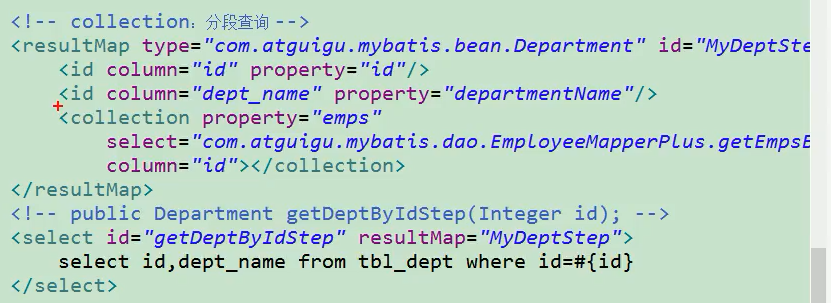 <!-- collection：分段查询 -->
<resultMap type="com.atguigu.mybatis.bean.Department" id="MyDeptSte
<id column="id" property="id"/>
<id column="dept_name" property="departmentName"/>
<collection property="emps"
select="com.atguigu.mybatis.dao.EmployeeMapperPlus.getEmpsB
column="id"></collection>
</resultMap>
<!-- public Department getDeptByIdStep(Integer id); -->
<select id="getDeptByIdStep" resultMap="MyDeptStep">
select id,dept_name from tbl_dept where id=#{id}
</select>